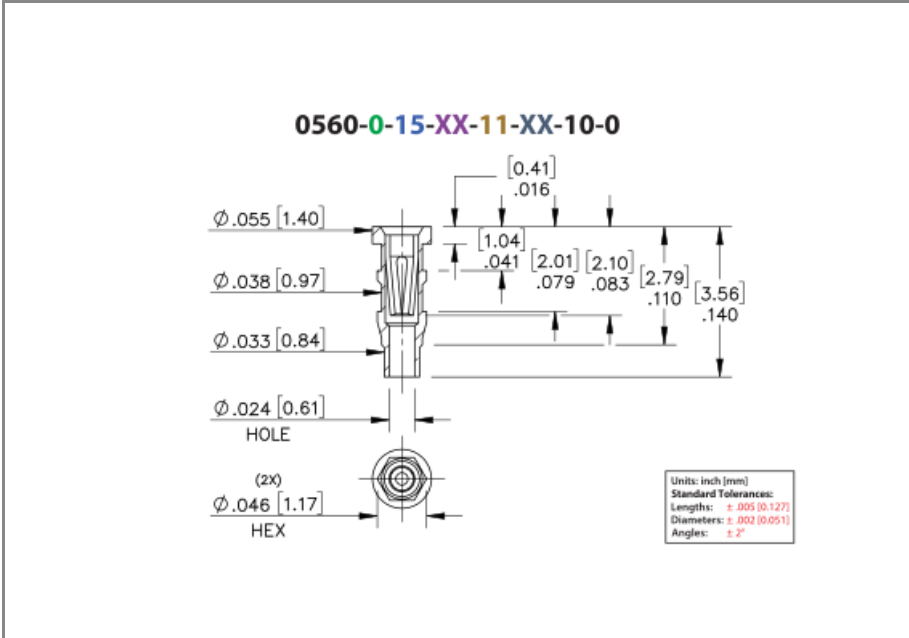 0560-0-15-XX-11-XX-10-0
[0.41]
.016
Ø.055 [1.40]
[1.04]
.041
[2.01]
.079
[2.10]
.083
[2.79]
.110
[3.56]
.140
Ø.038 [0.97]
Ø.033 [0.84]
Ø.024 [0.61]
HOLE
(2X)
Ø.046 [1.17]
HEX
Units: inch [mm]
Standard Tolerances:
Lengths: ± .005 [0.127]
Diameters: ± .002 [0.051]
Angles: ± 2°